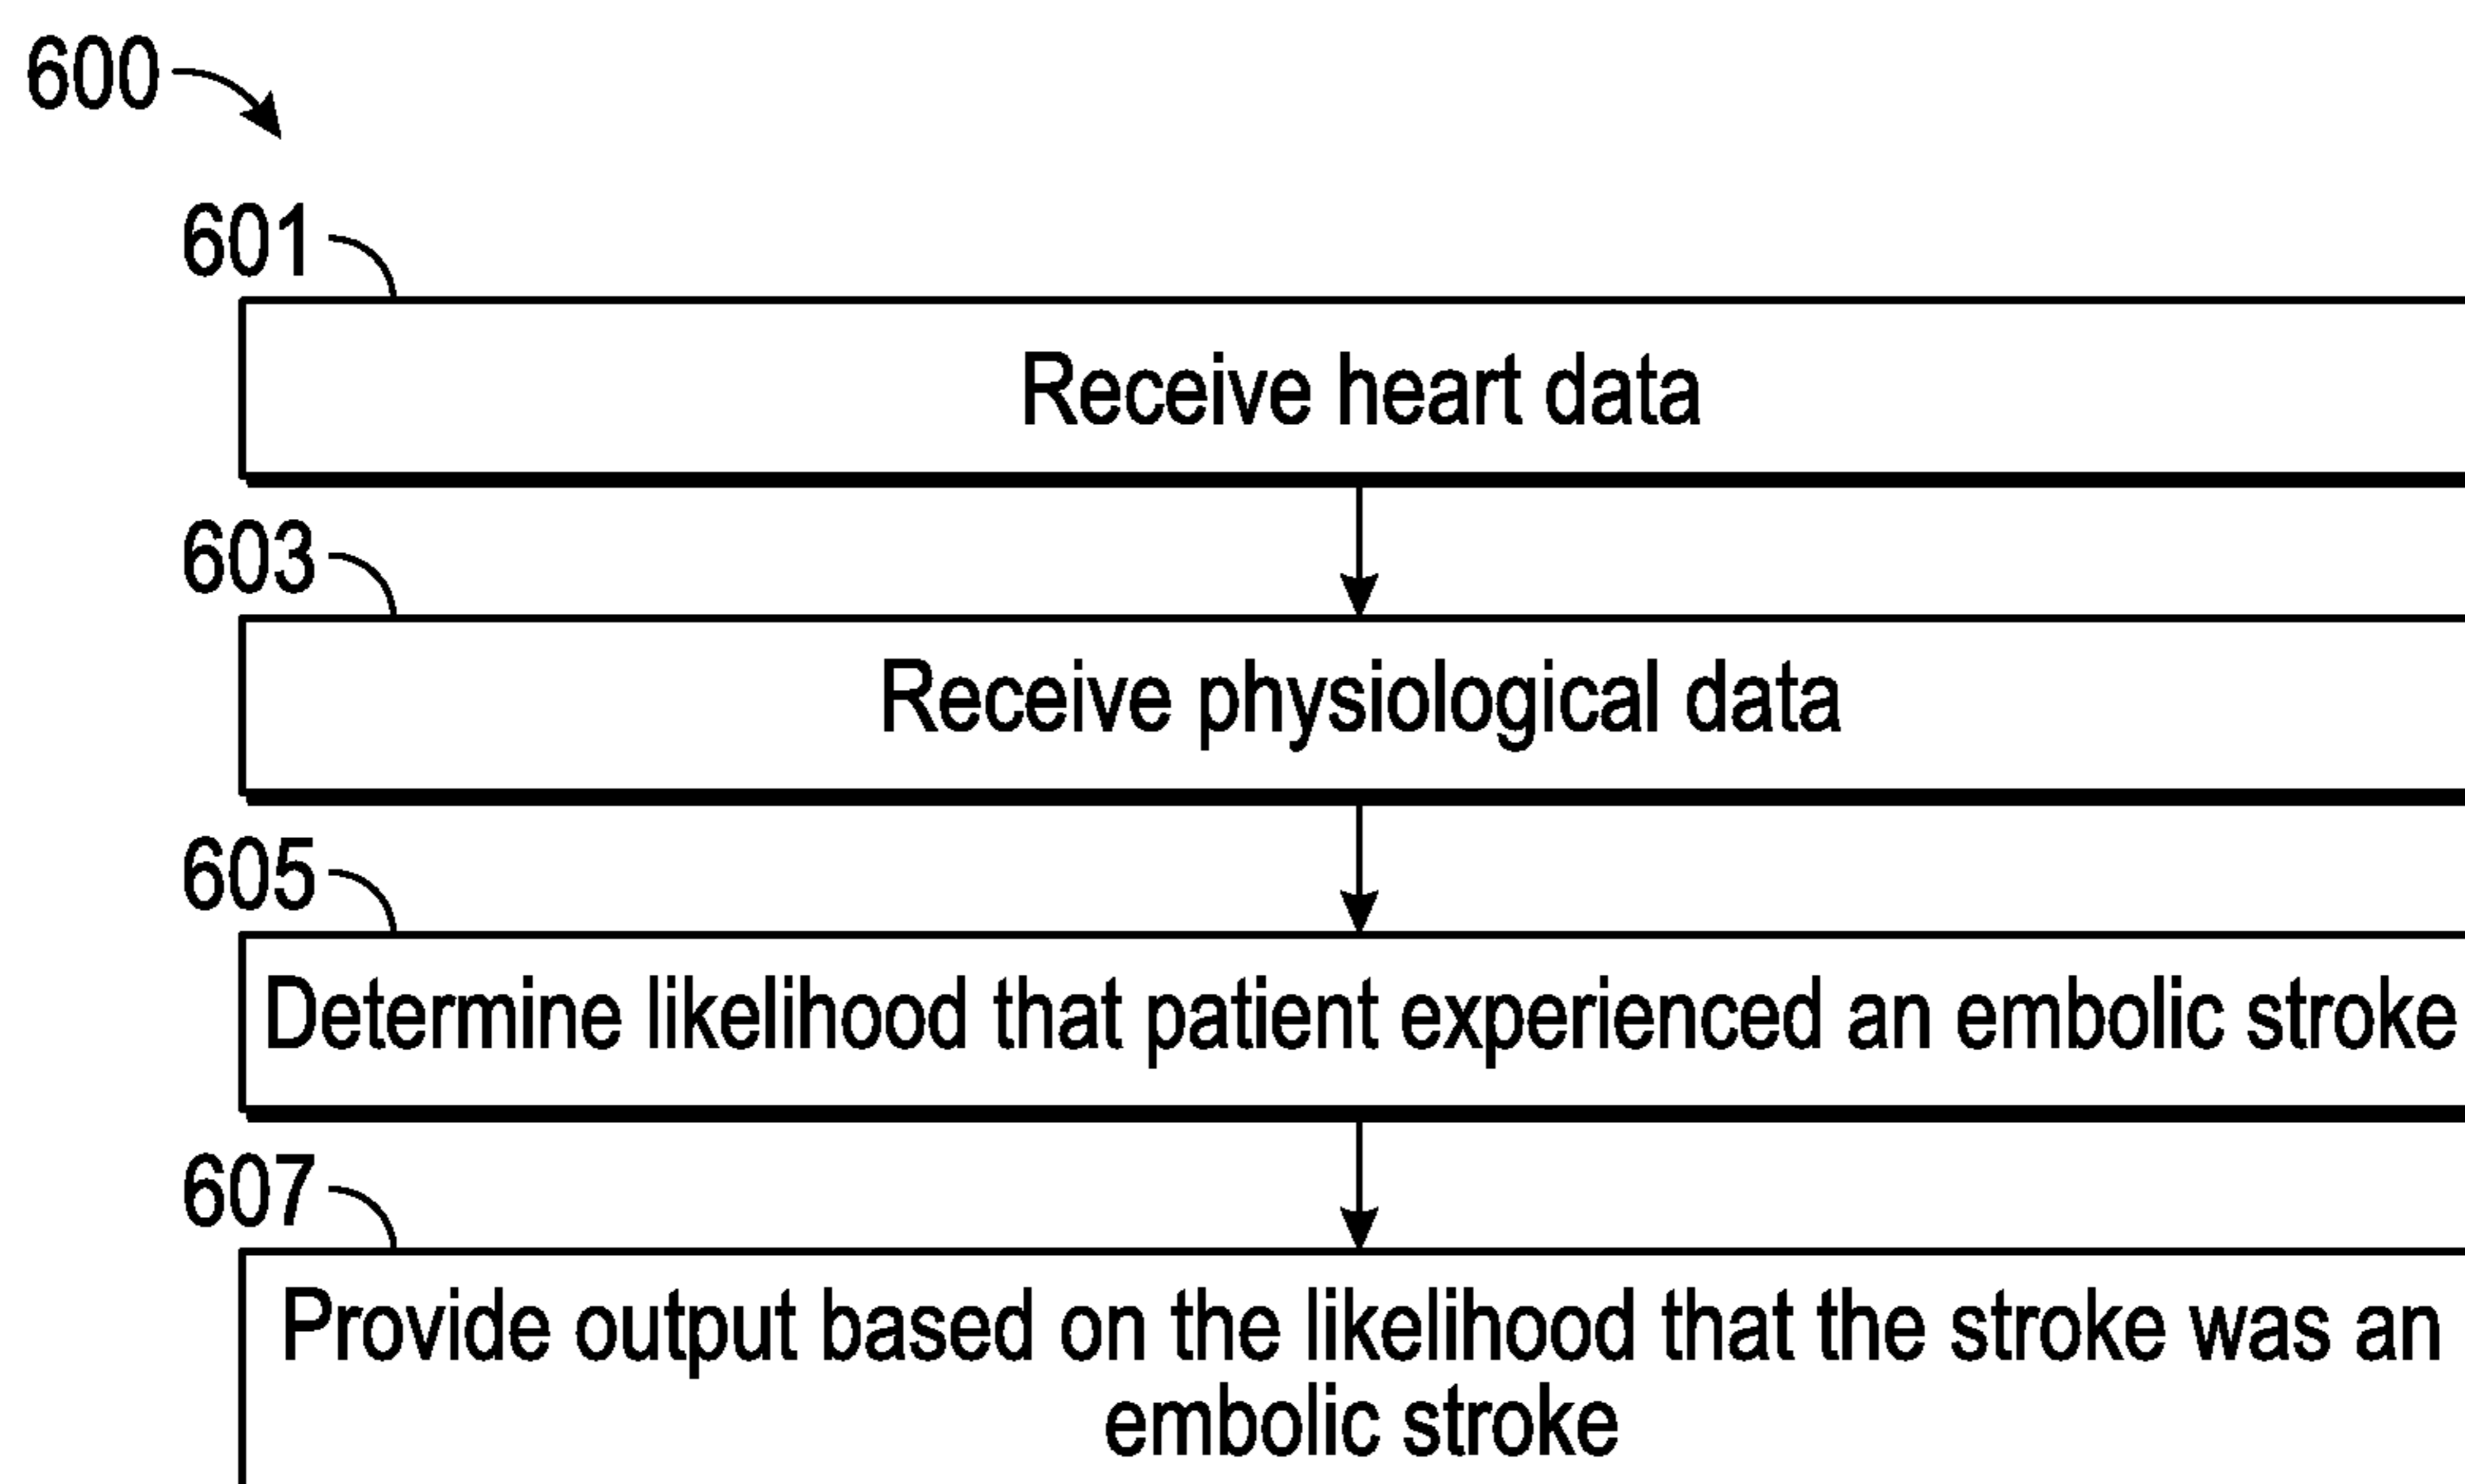 600
601
Receive heart data
603
Receive physiological data
605
Determine likelihood that patient experienced an embolic stroke
607
Provide output based on the likelihood that the stroke was an
embolic stroke